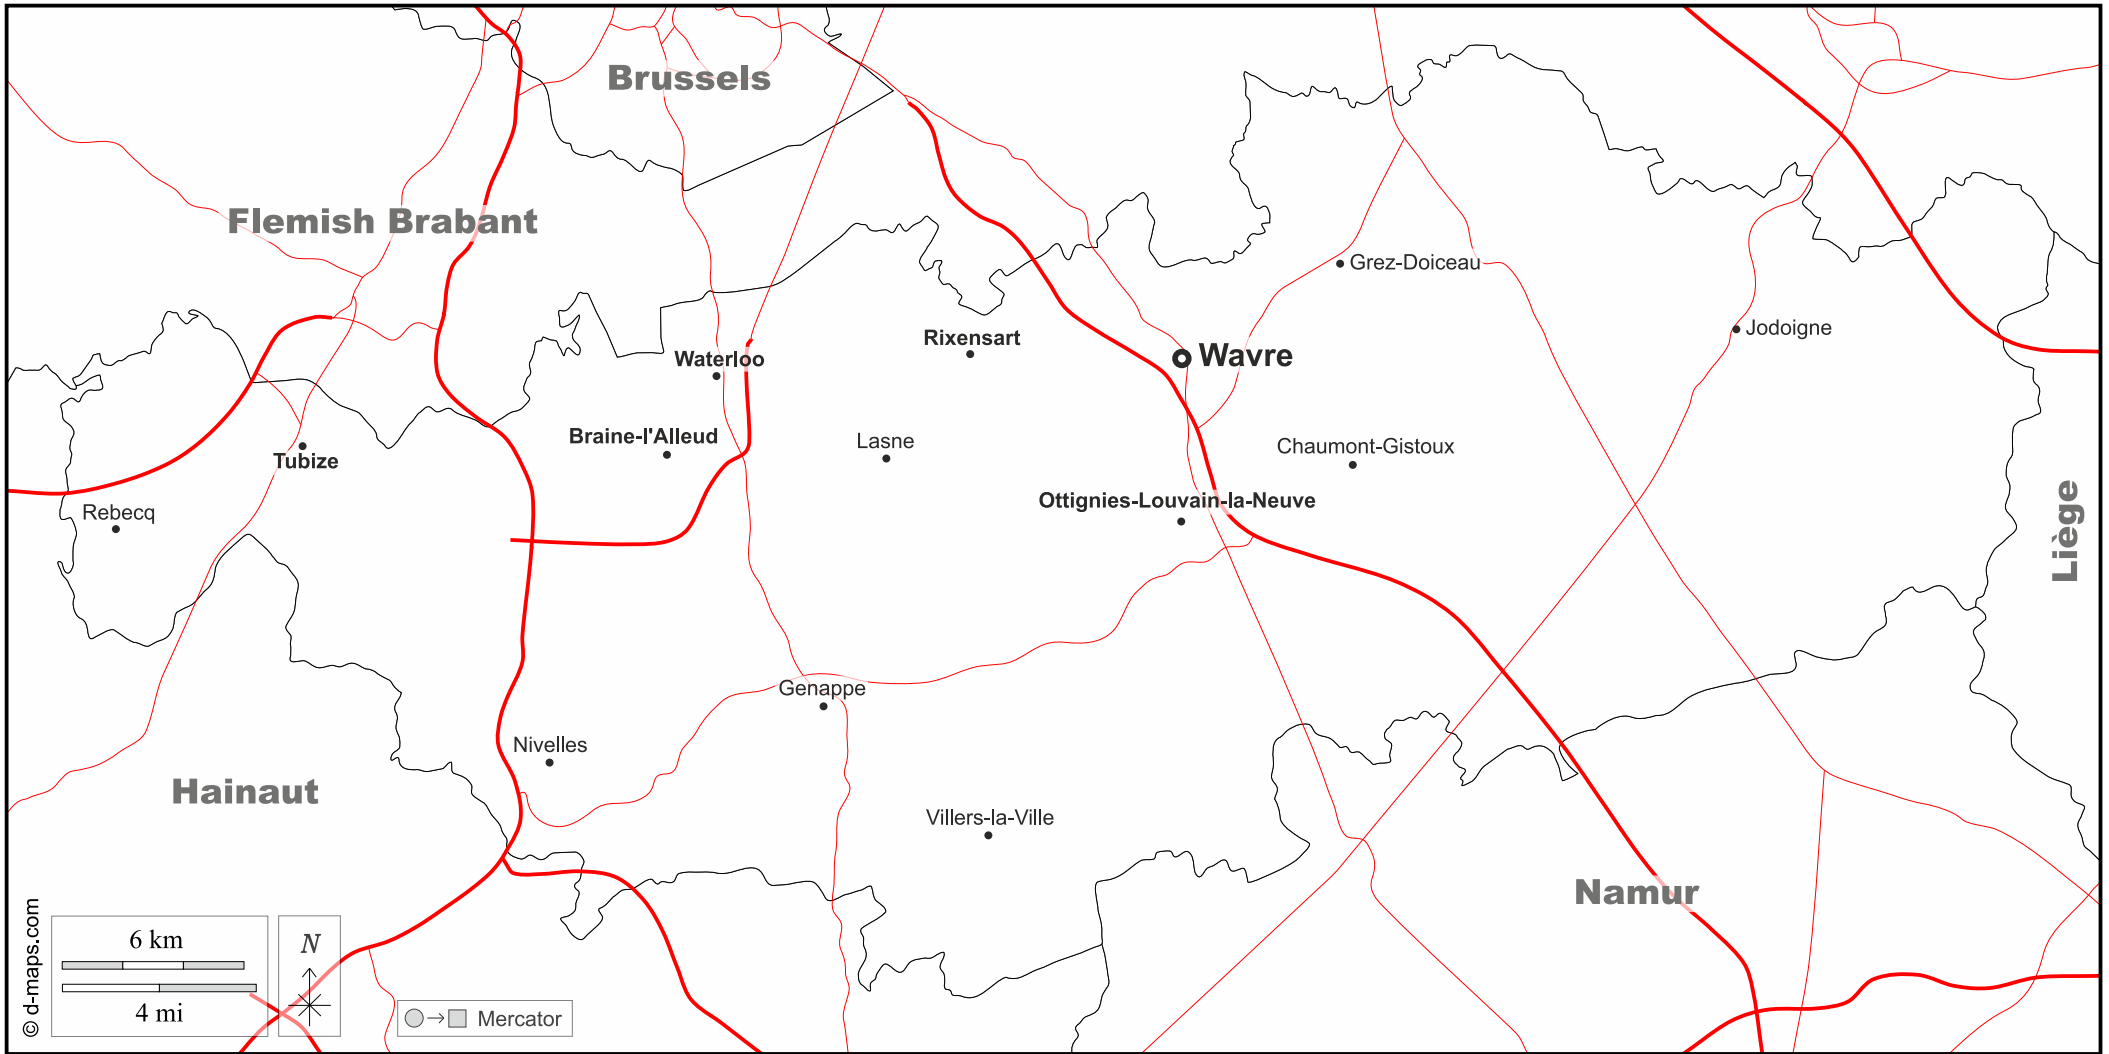 Brussels
Flemish Brabant
Grez-Doiceau
Jodoigne
Rixensart
Waterloo
Wavre
Braine-l'Alleud
Lasne
Chaumont-Gistoux
Tubize
Ottignies-Louvain-la-Neuve
Rebecq
Liège
Genappe
Nivelles
Hainaut
Villers-la-Ville
Namur
© d-maps.com
6 km
4 mi
N
Mercator